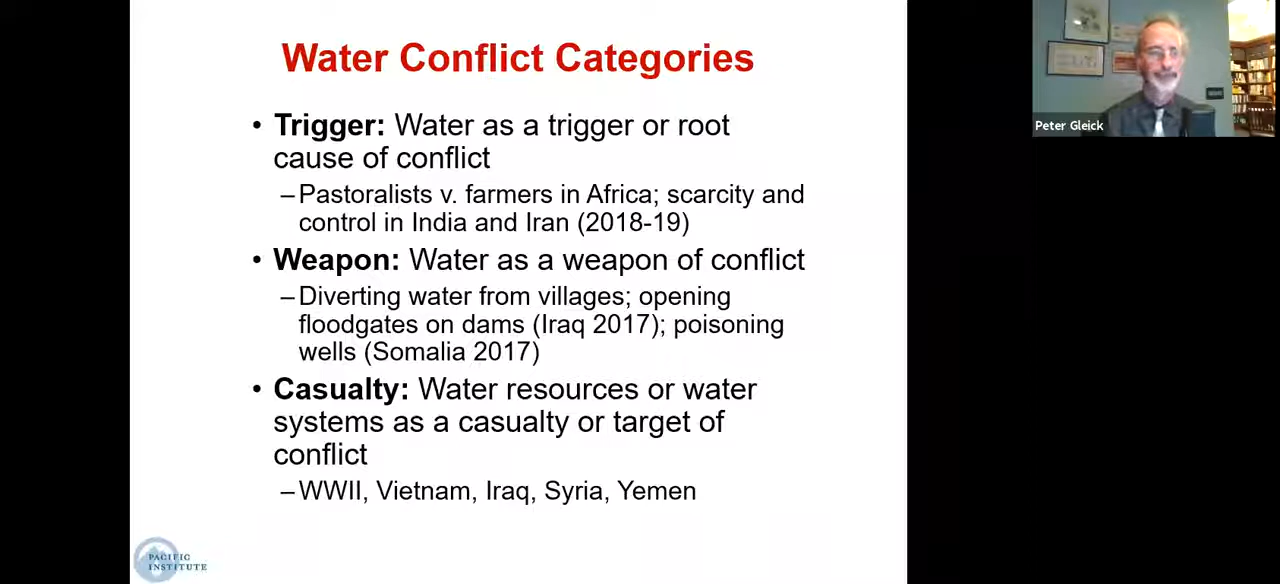 Water Conflict Categories
• Trigger: Water as a trigger or root
cause of conflict
–Pastoralists v. farmers in Africa; scarcity and
control in India and Iran (2018-19)
• Weapon: Water as a weapon of conflict
–Diverting water from villages; opening
floodgates on dams (Iraq 2017); poisoning
wells (Somalia 2017)
• Casualty: Water resources or water
systems as a casualty or target of
conflict
–WWII, Vietnam, Iraq, Syria, Yemen
PACIFIC
INSTITUTE
Peter Gleick